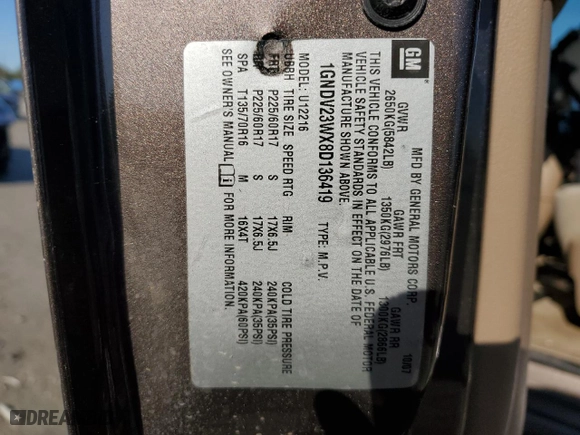 GM
MFD BY GENERAL MOTORS CORP. 10/07
GVWR GAWR FRT GAWR RR
2650KG(5842LB) 1350KG(2976LB) 1300KG(2866LB)
THIS VEHICLE CONFORMS TO ALL APPLICABLE U.S. FEDERAL MOTOR
VEHICLE SAFETY STANDARDS IN EFFECT ON THE DATE OF
MANUFACTURE SHOWN ABOVE.
1GNDV23WX8D136419 TYPE: M.P.V.
MODEL: U12216
TIRE SIZE SPEED RTG RIM COLD TIRE PRESSURE
FRT P225/60R17 S 17X6.5J 240KPA(35PSI)
P225/60R17 S 17X6.5J 240KPA(35PSI)
SPA T135/70R16 M 16X4T 420KPA(60PSI)
SEE OWNER'S MANUAL FOR MORE INFORMATION.